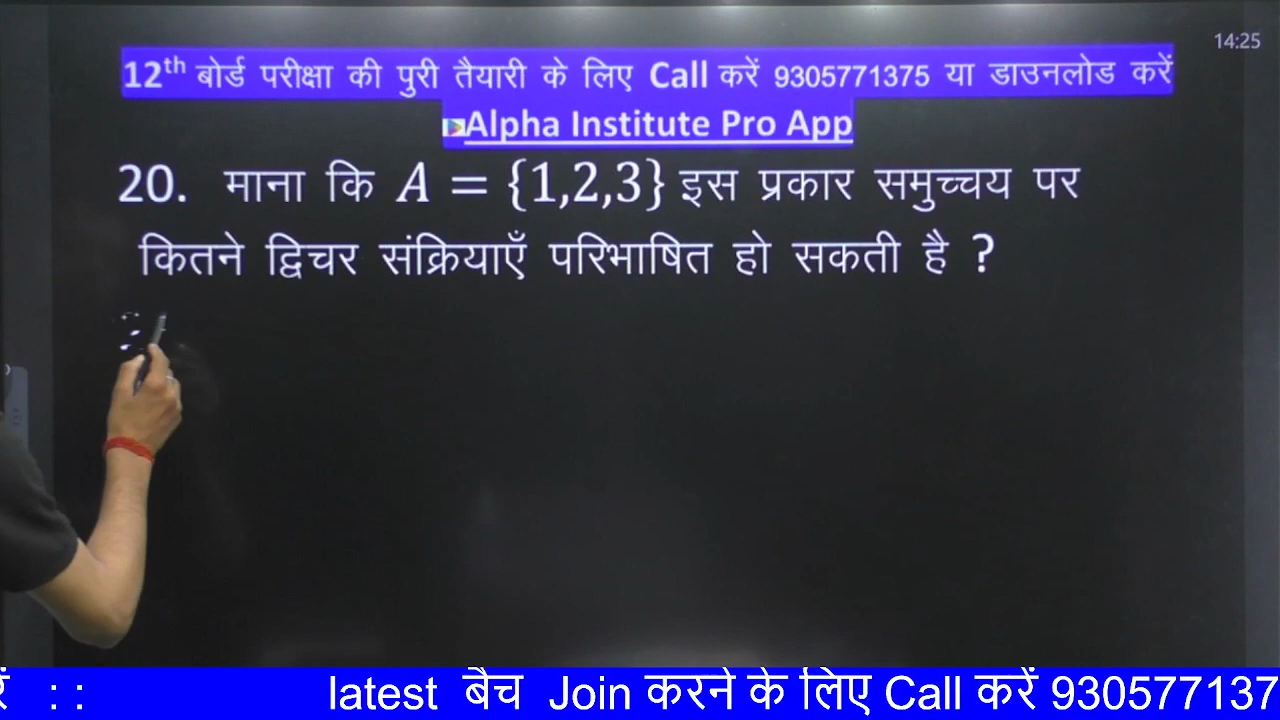 14:25
12th बोर्ड परीक्षा की पुरी तैयारी के लिए Call करें 9305771375 या डाउनलोड करें
Alpha Institute Pro App
20. माना कि A = {1,2,3} इस प्रकार समुच्चय पर
कितने द्विचर संक्रियाएँ परिभाषित हो सकती है ?
रें : : latest बैच Join करने के लिए Call करें 930577137